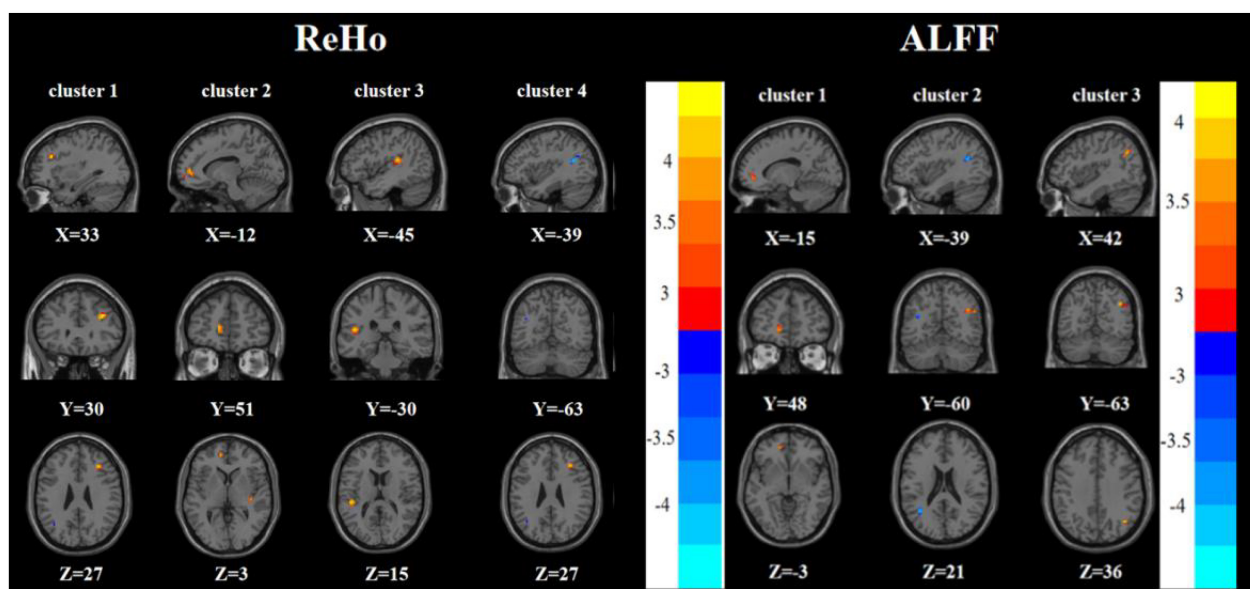 ReHo
ALFF
cluster 1 cluster 2 cluster 3 cluster 4
cluster 1 cluster 2 cluster 3
X=33 X=-12 X=-45 X=-39
X=-15 X=-39 X=42
Y=30 Y=51 Y=-30 Y=-63
Y=48 Y=-60 Y=-63
Z=27 Z=3 Z=15 Z=27
Z=-3 Z=21 Z=36
4
3.5
3
-3
-3.5
-4
4
3.5
3
-3
-3.5
-4